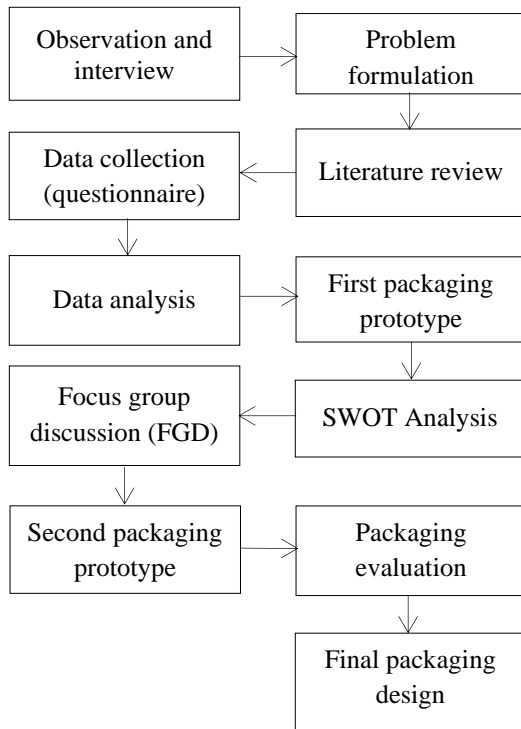 Observation and
interview
Problem
formulation
Literature review
Data collection
(questionnaire)
Data analysis
First packaging
prototype
SWOT Analysis
Focus group
discussion (FGD)
Second packaging
prototype
Packaging
evaluation
Final packaging
design